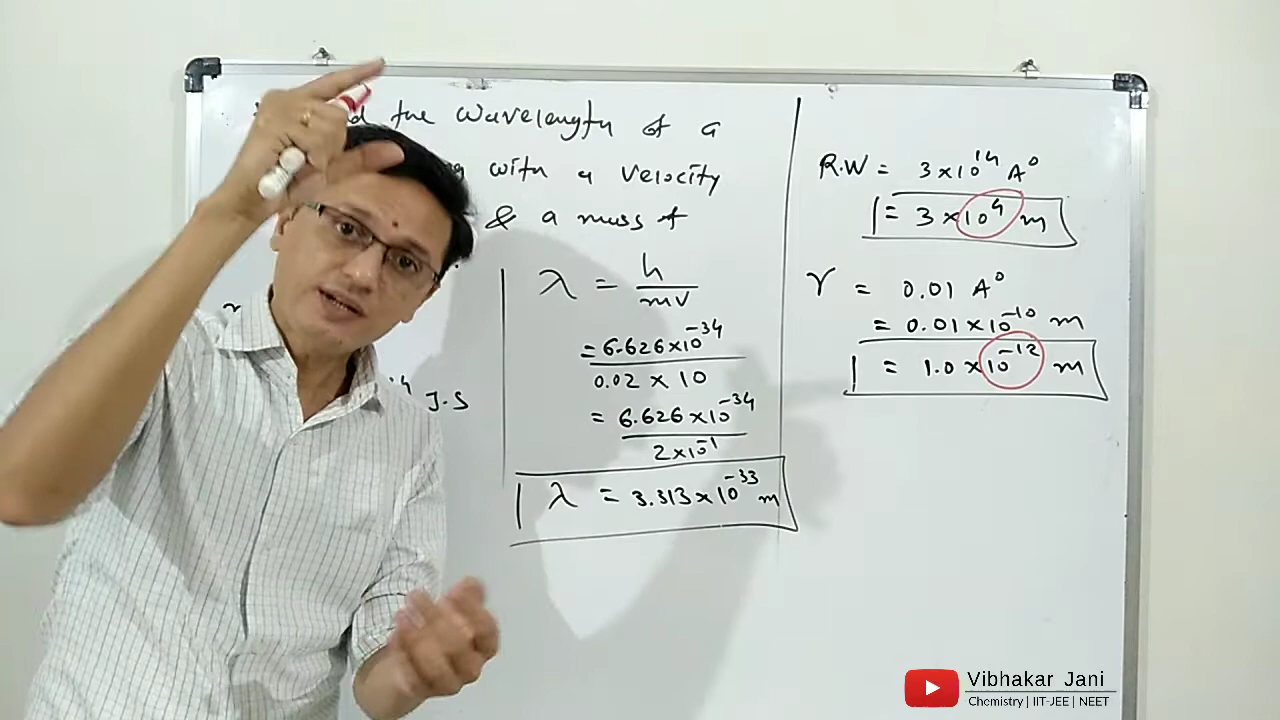 the wavelength of a
with a velocity
& a mass of
J.S
λ = h / mv
= 6.626 × 10⁻³⁴
0.02 × 10
= 6.626 × 10⁻³⁴
2 × 10⁻¹
λ = 3.313 × 10⁻³³ m
R.W = 3 × 10¹⁴ A⁰
= 3 × 10⁴ m
γ = 0.01 A⁰
= 0.01 × 10⁻¹⁰ m
= 1.0 × 10⁻¹² m
Vibhakar Jani
Chemistry | IIT-JEE | NEET